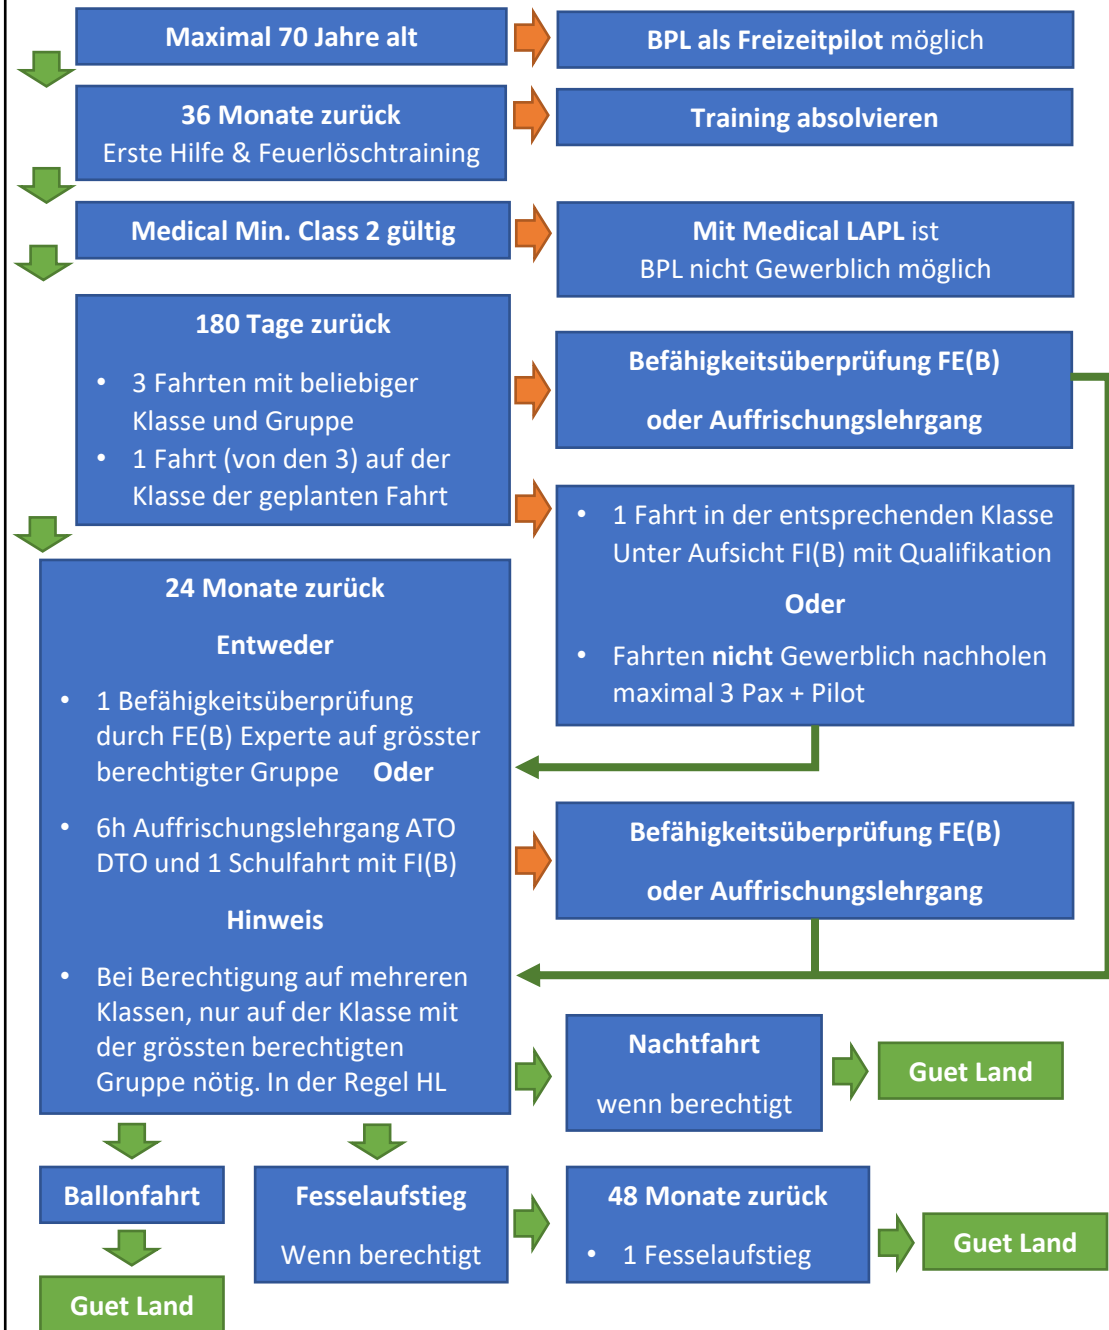 Maximal 70 Jahre alt
BPL als Freizeitpilot möglich
36 Monate zurück
Erste Hilfe & Feuerlöschtraining
Training absolvieren
Medical Min. Class 2 gültig
Mit Medical LAPL ist
BPL nicht Gewerblich möglich
180 Tage zurück
• 3 Fahrten mit beliebiger
Klasse und Gruppe
• 1 Fahrt (von den 3) auf der
Klasse der geplanten Fahrt
Befähigkeitsüberprüfung FE(B)
oder Auffrischungslehrgang
• 1 Fahrt in der entsprechenden Klasse
Unter Aufsicht FI(B) mit Qualifikation
Oder
• Fahrten nicht Gewerblich nachholen
maximal 3 Pax + Pilot
24 Monate zurück
Entweder
• 1 Befähigkeitsüberprüfung
durch FE(B) Experte auf grösster
berechtigter Gruppe Oder
• 6h Auffrischungslehrgang ATO
DTO und 1 Schulfahrt mit FI(B)
Hinweis
• Bei Berechtigung auf mehreren
Klassen, nur auf der Klasse mit
der grössten berechtigten
Gruppe nötig. In der Regel HL
Befähigkeitsüberprüfung FE(B)
oder Auffrischungslehrgang
Nachtfahrt
wenn berechtigt
Guet Land
Ballonfahrt
Guet Land
Fesselaufstieg
Wenn berechtigt
48 Monate zurück
• 1 Fesselaufstieg
Guet Land